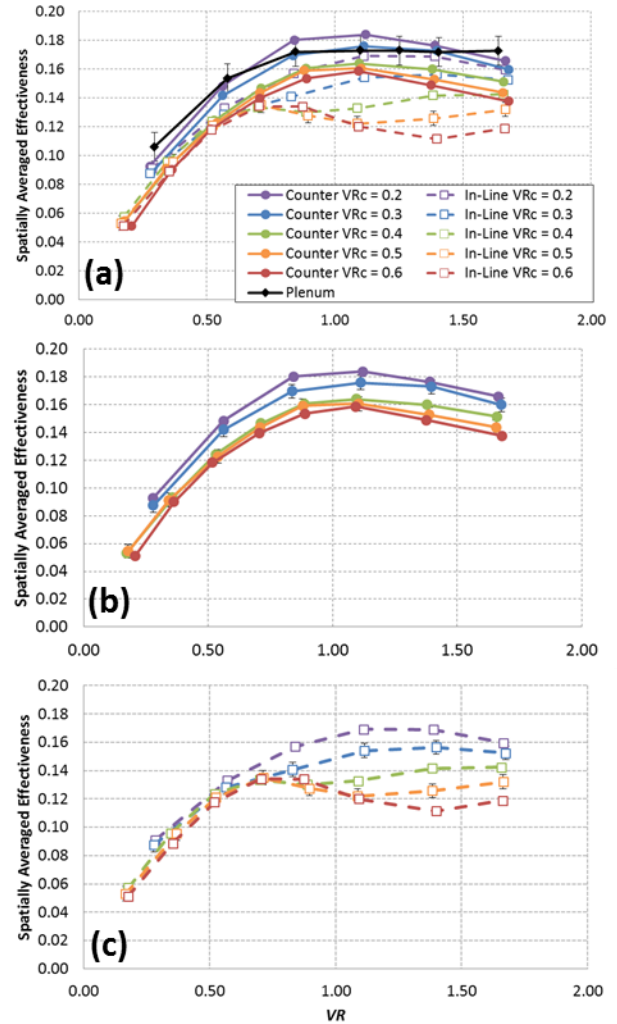 Spatially Averaged Effectiveness
0.20
0.18
0.16
0.14
0.12
0.10
0.08
0.06
0.04
0.02
0.00
Counter VRc = 0.2
In-Line VRc = 0.2
Counter VRc = 0.3
In-Line VRc = 0.3
Counter VRc = 0.4
In-Line VRc = 0.4
Counter VRc = 0.5
In-Line VRc = 0.5
Counter VRc = 0.6
In-Line VRc = 0.6
Plenum
(a)
0.00 0.50 1.00 1.50 2.00
Spatially Averaged Effectiveness
0.20
0.18
0.16
0.14
0.12
0.10
0.08
0.06
0.04
0.02
0.00
(b)
0.00 0.50 1.00 1.50 2.00
Spatially Averaged Effectiveness
0.20
0.18
0.16
0.14
0.12
0.10
0.08
0.06
0.04
0.02
0.00
(c)
0.00 0.50 1.00 1.50 2.00
VR